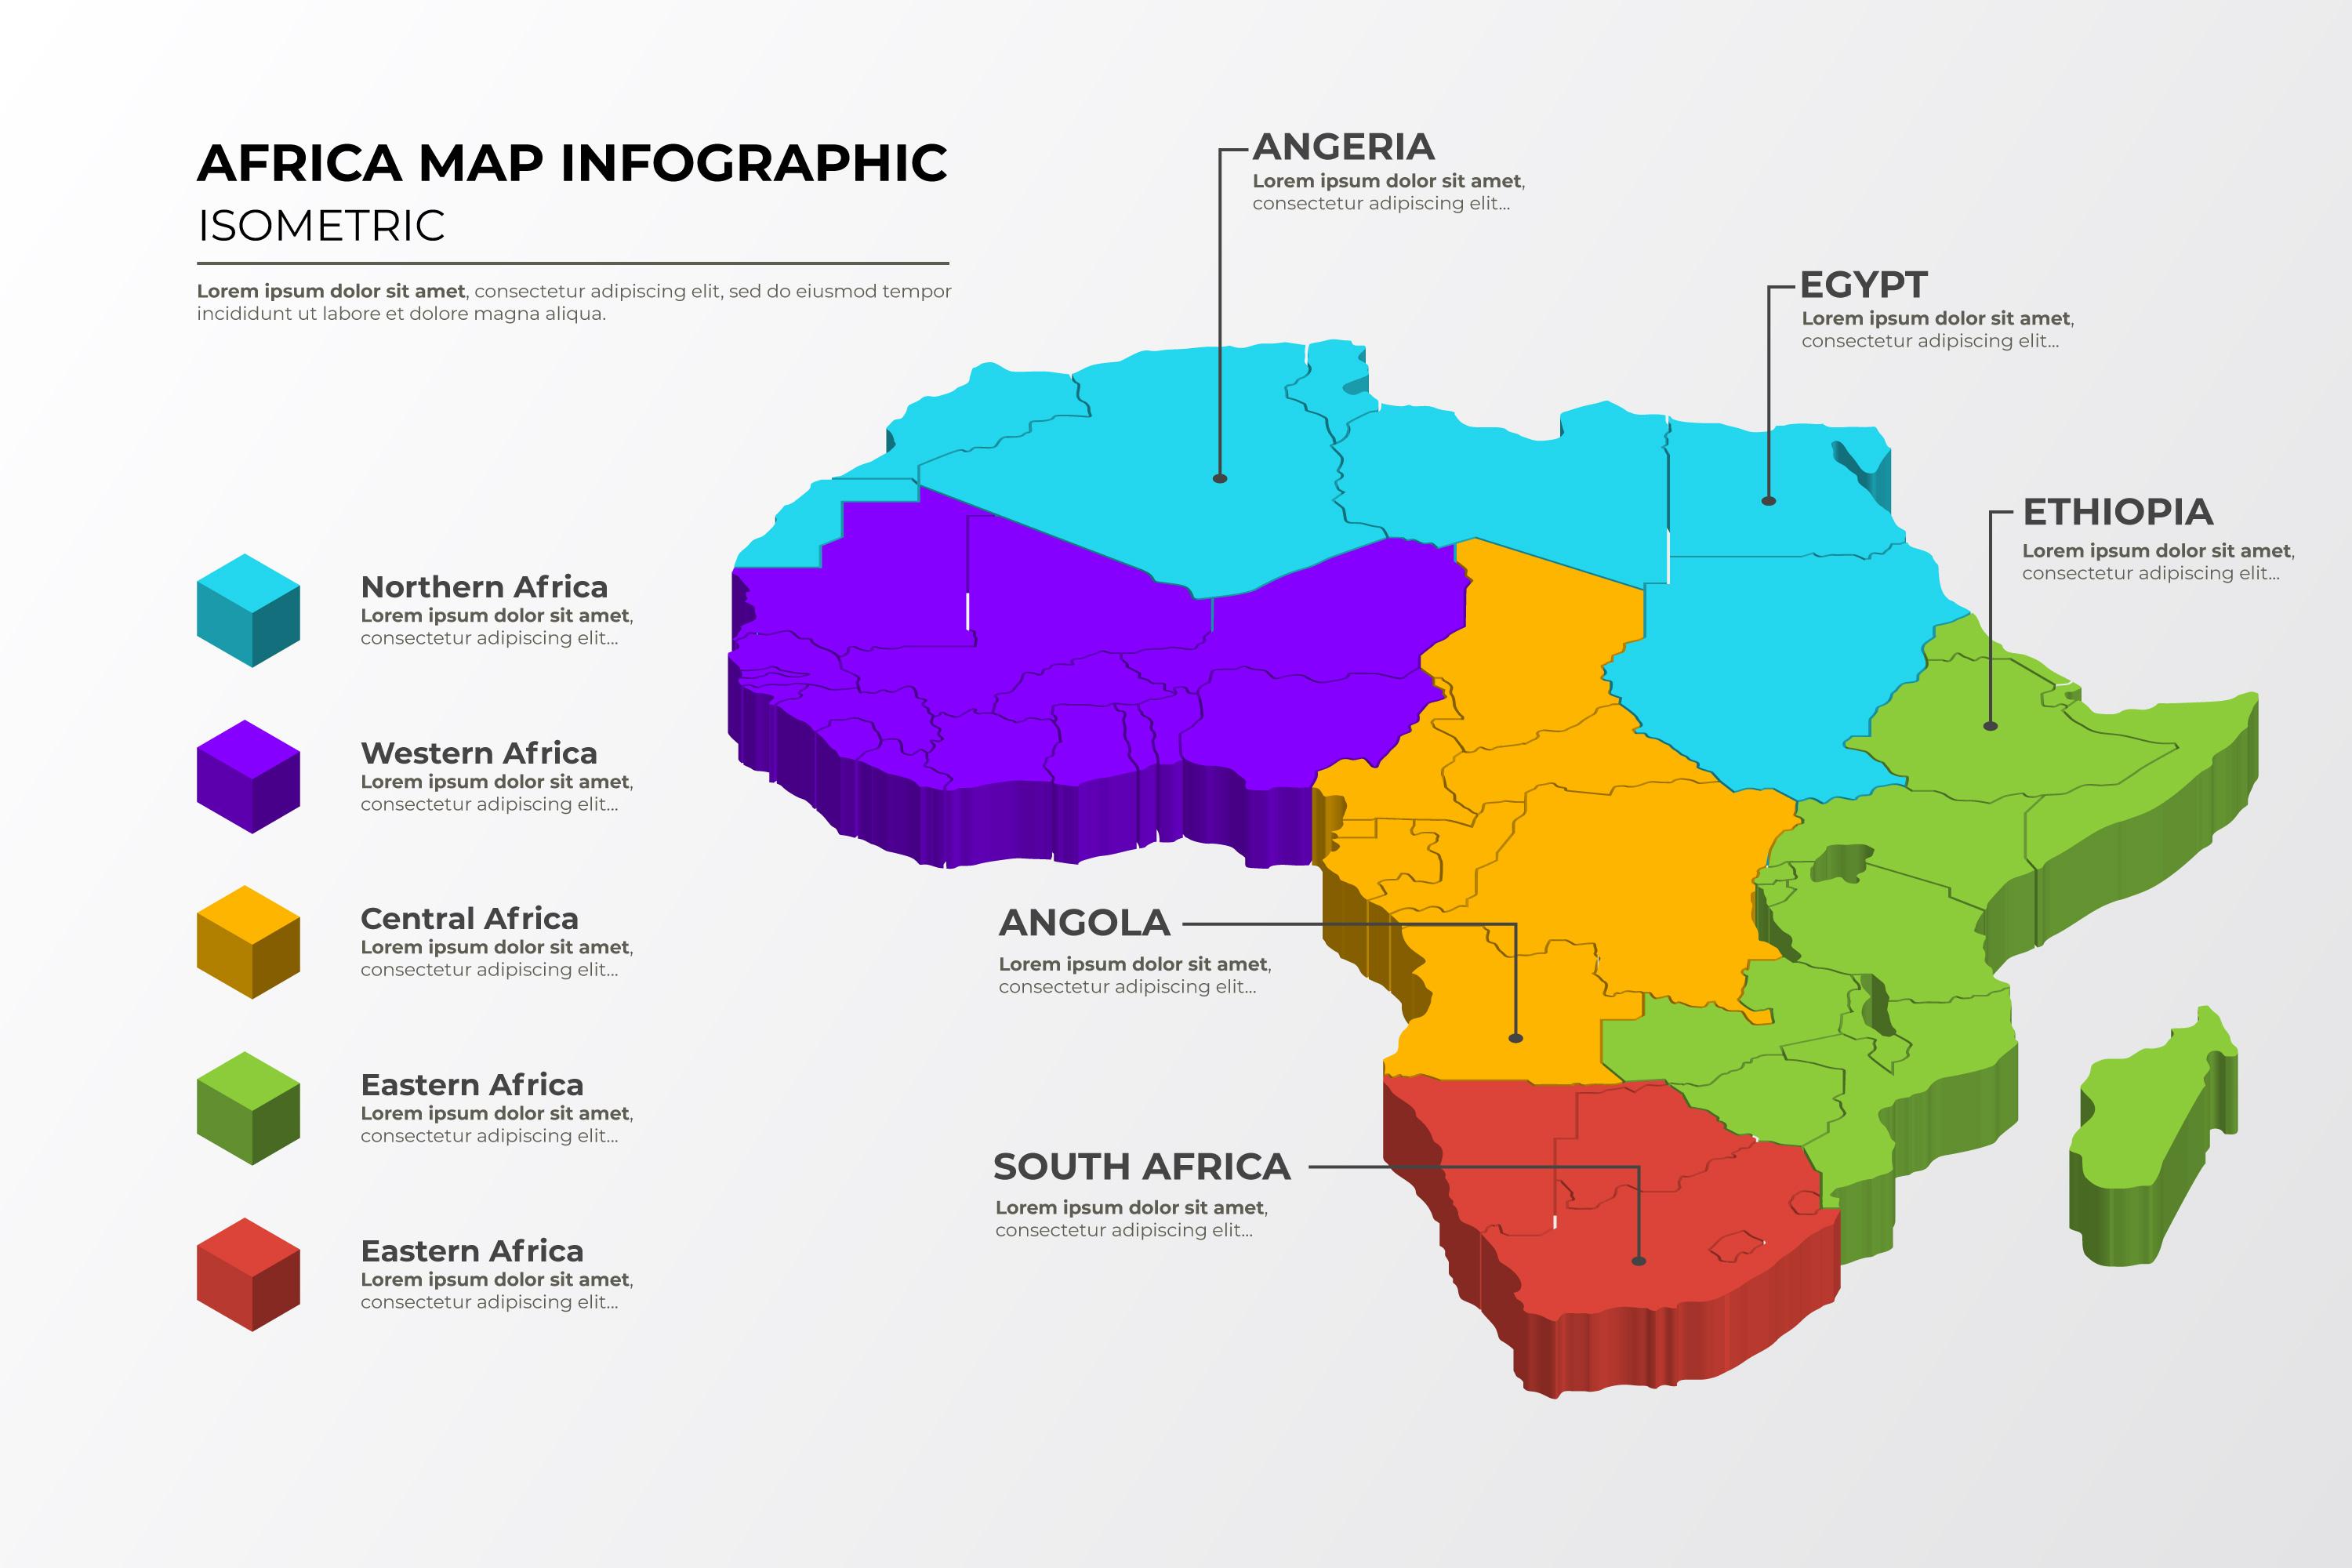 AFRICA MAP INFOGRAPHIC
ISOMETRIC
Lorem ipsum dolor sit amet, consectetur adipiscing elit, sed do eiusmod tempor
incididunt ut labore et dolore magna aliqua.
ANGERIA
Lorem ipsum dolor sit amet,
consectetur adipiscing elit...
EGYPT
Lorem ipsum dolor sit amet,
consectetur adipiscing elit...
ETHIOPIA
Lorem ipsum dolor sit amet,
consectetur adipiscing elit...
Northern Africa
Lorem ipsum dolor sit amet,
consectetur adipiscing elit...
Western Africa
Lorem ipsum dolor sit amet,
consectetur adipiscing elit...
Central Africa
Lorem ipsum dolor sit amet,
consectetur adipiscing elit...
Eastern Africa
Lorem ipsum dolor sit amet,
consectetur adipiscing elit...
Eastern Africa
Lorem ipsum dolor sit amet,
consectetur adipiscing elit...
ANGOLA
Lorem ipsum dolor sit amet,
consectetur adipiscing elit...
SOUTH AFRICA
Lorem ipsum dolor sit amet,
consectetur adipiscing elit...